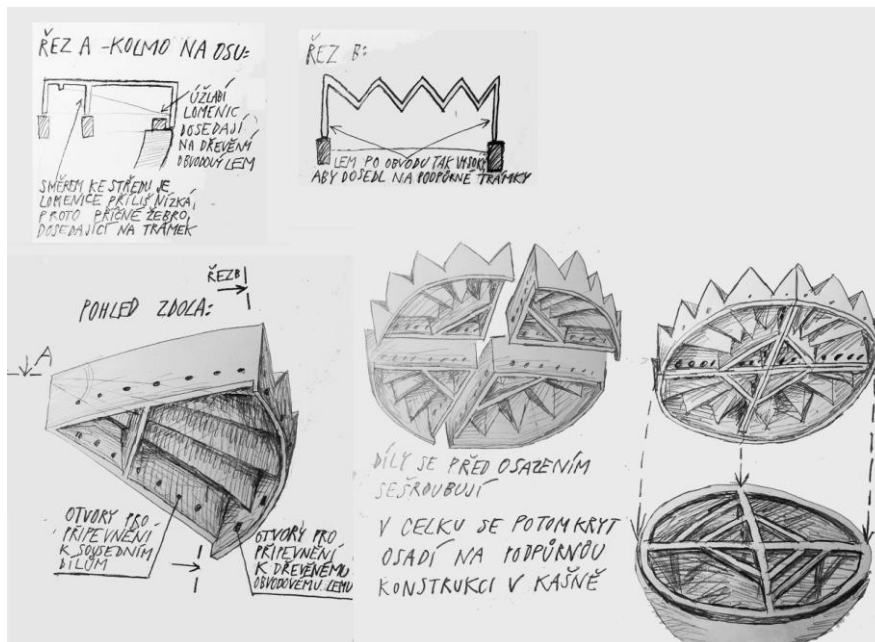 ŘEZ A - KOLMO NA OSU:
ÚŽLABÍ
LOMENIC
DOSEDAJÍ
NA DŘEVĚNÍ
OBVODOVÝ LEM
SMĚREM KE STŘEDU JE
LOMENICE PŘÍLIŠ NÍZKÁ,
PROTO PŘÍČNÉ ŽEBRO,
DOSEDAJÍCÍ NA TRÁMEK
ŘEZ B:
LEM PO OBVODU TAK VYSOKÝ
ABY DOSEDL NA PODPŮRNÉ TRÁMKY
ŘEZ B
POHLED ZDOLA:
A
OTVORY PRO
PŘIPEVNĚNÍ
K SOUSEDNÍM
DÍLŮM
OTVORY PRO
PŘIPEVNĚNÍ
K DŘEVĚNÉMU
OBVODOVÉMU LEMU
DÍLY SE PŘED OSAZENÍM
SEŠROUBUJÍ
V CELKU SE POTOM KRYT
OSADÍ NA PODPŮRNOU
KONSTRUKCI V KAŠNĚ